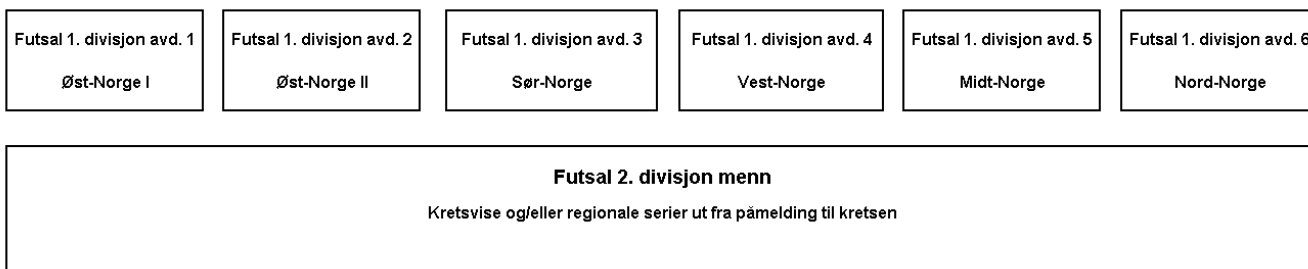 Futsal 1. divisjon avd. 1
Øst-Norge I
Futsal 1. divisjon avd. 2
Øst-Norge II
Futsal 1. divisjon avd. 3
Sør-Norge
Futsal 1. divisjon avd. 4
Vest-Norge
Futsal 1. divisjon avd. 5
Midt-Norge
Futsal 1. divisjon avd. 6
Nord-Norge
Futsal 2. divisjon menn
Kretsvise og/eller regionale serier ut fra påmelding til kretsen